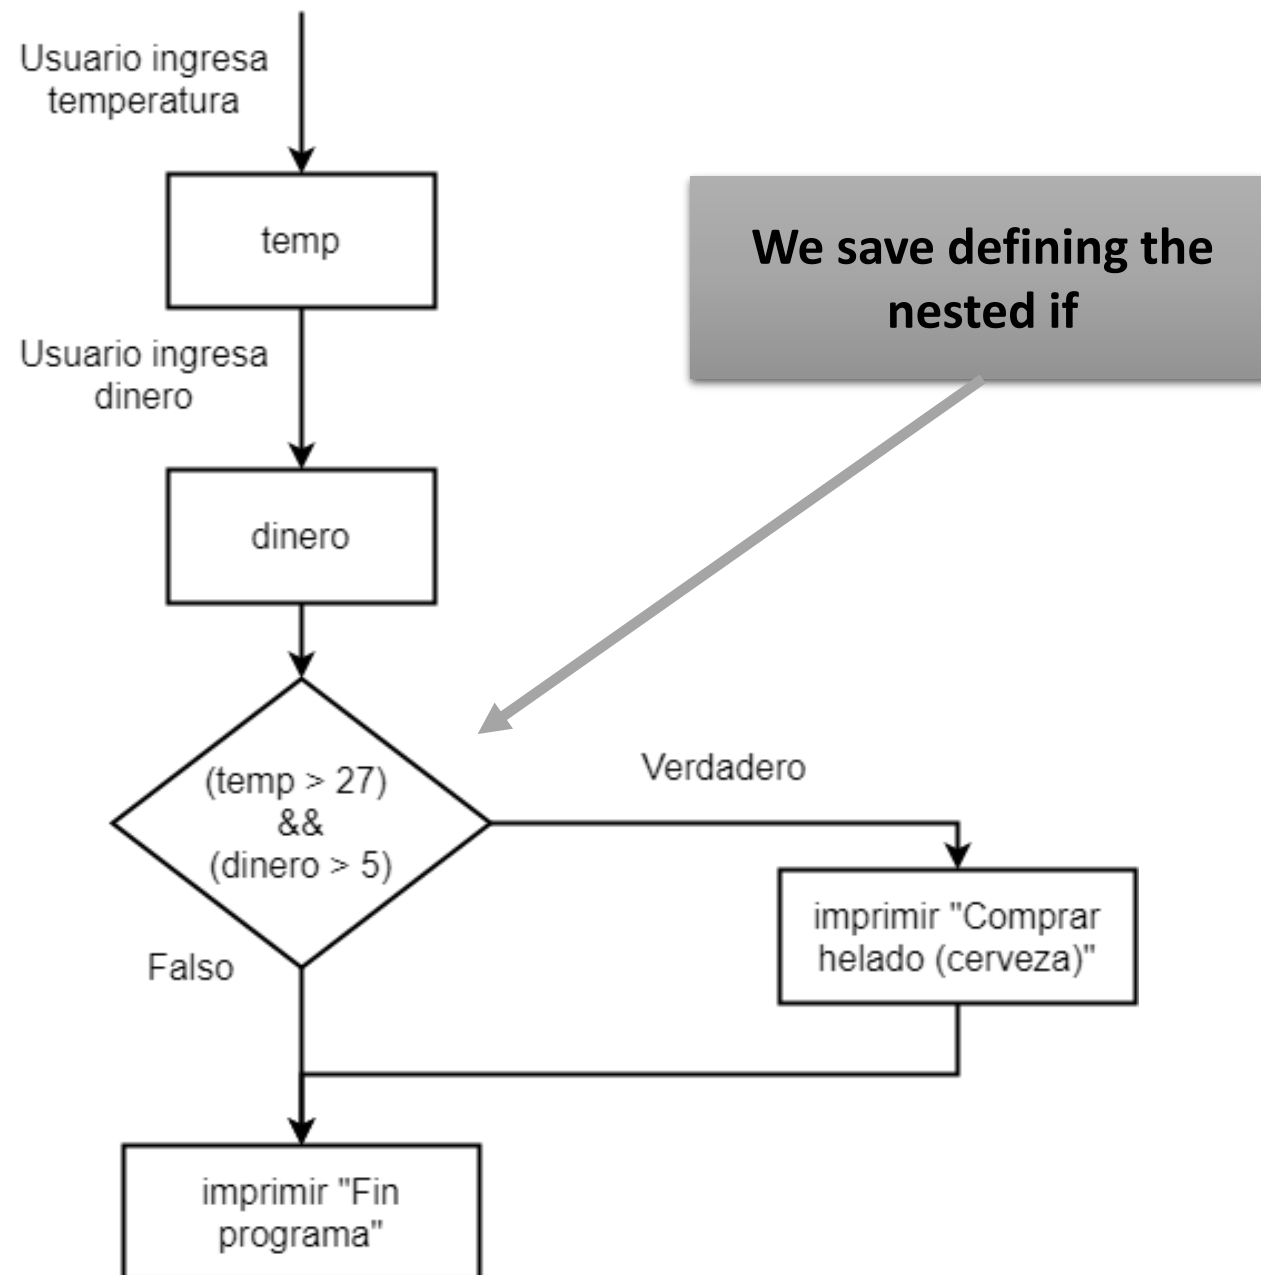 Usuario ingresa
temperatura
temp
We save defining the
nested if
Usuario ingresa
dinero
dinero
(temp > 27)
&&
(dinero > 5)
Verdadero
Falso
imprimir "Comprar
helado (cerveza)"
imprimir "Fin
programa"